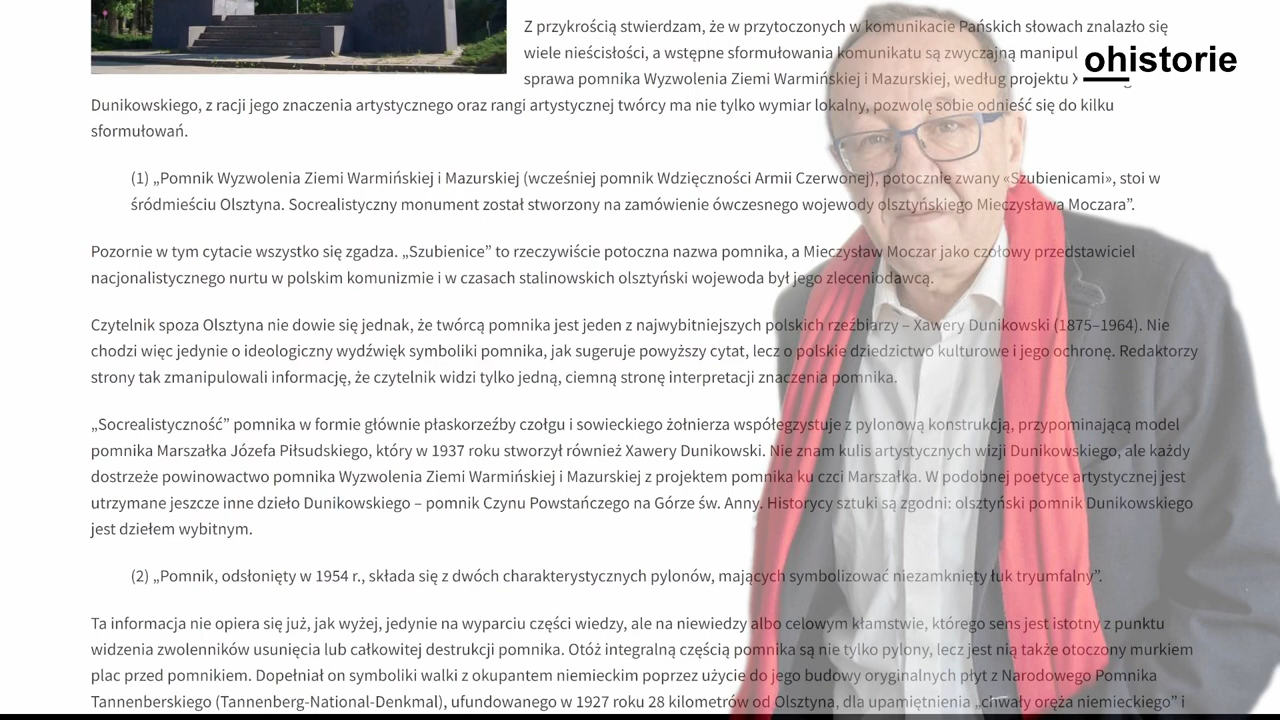 Z przykrością stwierdzam, że w przytoczonych w komunikacie Pańskich słowach znalazło się
wiele nieścisłości, a wstępne sformułowania komunikatu są zwyczajną manipul
ohistorie
sprawa pomnika Wyzwolenia Ziemi Warmińskiej i Mazurskiej, według projektu
Dunikowskiego, z racji jego znaczenia artystycznego oraz rangi artystycznej twórcy ma nie tylko wymiar lokalny, pozwolę sobie odnieść się do kilku
sformułowań.
(1) „Pomnik Wyzwolenia Ziemi Warmińskiej i Mazurskiej (wcześniej pomnik Wdzięczności Armii Czerwonej), potocznie zwany «Szubienicami», stoi w
śródmieściu Olsztyna. Socrealistyczny monument został stworzony na zamówienie ówczesnego wojewody olsztyńskiego Mieczysława Moczara”.
Pozornie w tym cytacie wszystko się zgadza. „Szubienice” to rzeczywiście potoczna nazwa pomnika, a Mieczysław Moczar jako czołowy przedstawiciel
nacjonalistycznego nurtu w polskim komunizmie i w czasach stalinowskich olsztyński wojewoda był jego zleceniodawcą.
Czytelnik spoza Olsztyna nie dowie się jednak, że twórcą pomnika jest jeden z najwybitniejszych polskich rzeźbiarzy – Xawery Dunikowski (1875–1964). Nie
chodzi więc jedynie o ideologiczny wydźwięk symboliki pomnika, jak sugeruje powyższy cytat, lecz o polskie dziedzictwo kulturowe i jego ochronę. Redaktorzy
strony tak zmanipulowali informację, że czytelnik widzi tylko jedną, ciemną stronę interpretacji znaczenia pomnika.
„Socrealistyczność” pomnika w formie głównie płaskorzeźby czołgu i sowieckiego żołnierza współegzystuje z pylonową konstrukcją, przypominającą model
pomnika Marszałka Józefa Piłsudskiego, który w 1937 roku stworzył również Xawery Dunikowski. Nie znam kulis artystycznych wizji Dunikowskiego, ale każdy
dostrzeże powinowactwo pomnika Wyzwolenia Ziemi Warmińskiej i Mazurskiej z projektem pomnika ku czci Marszałka. W podobnej poetyce artystycznej jest
utrzymane jeszcze inne dzieło Dunikowskiego – pomnik Czynu Powstańczego na Górze św. Anny. Historycy sztuki są zgodni: olsztyński pomnik Dunikowskiego
jest dziełem wybitnym.
(2) „Pomnik, odsłonięty w 1954 r., składa się z dwóch charakterystycznych pylonów, mających symbolizować niezamknięty łuk tryumfalny”.
Ta informacja nie opiera się już, jak wyżej, jedynie na wyparciu części wiedzy, ale na niewiedzy albo celowym kłamstwie, którego sens jest istotny z punktu
widzenia zwolenników usunięcia lub całkowitej destrukcji pomnika. Otóż integralną częścią pomnika są nie tylko pylony, lecz jest nią także otoczony murkiem
plac przed pomnikiem. Dopełniał on symboliki walki z okupantem niemieckim poprzez użycie do jego budowy oryginalnych płyt z Narodowego Pomnika
Tannenberskiego (Tannenberg-National-Denkmal), ufundowanego w 1927 roku 28 kilometrów od Olsztyna, dla upamiętnienia „chwały oręża niemieckiego” i